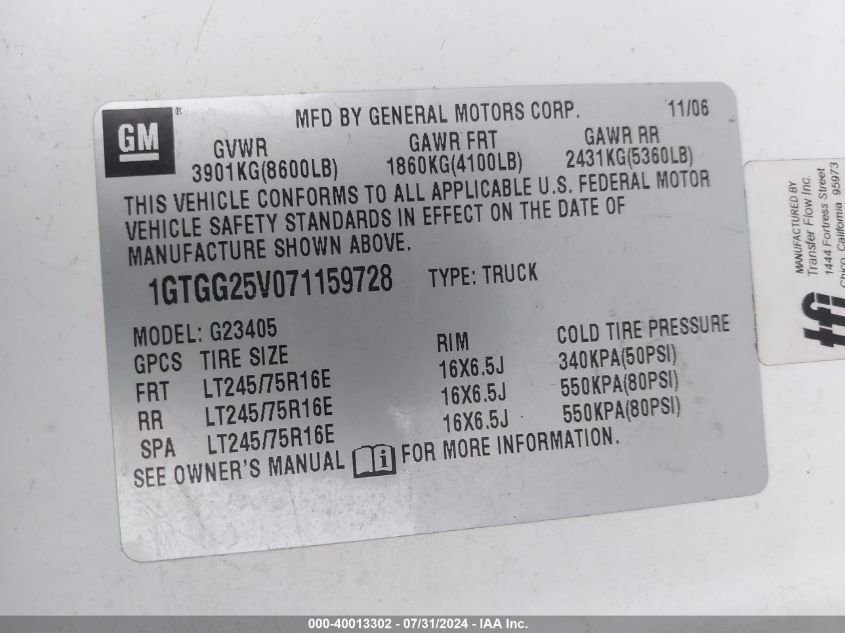 GM ® MFD BY GENERAL MOTORS CORP. 11/06
GVWR GAWR FRT GAWR RR
3901KG(8600LB) 1860KG(4100LB) 2431KG(5360LB)
THIS VEHICLE CONFORMS TO ALL APPLICABLE U.S. FEDERAL MOTOR
VEHICLE SAFETY STANDARDS IN EFFECT ON THE DATE OF
MANUFACTURE SHOWN ABOVE.
1GTGG25V071159728 TYPE: TRUCK
MODEL: G23405
GPCS TIRE SIZE RIM COLD TIRE PRESSURE
FRT LT245/75R16E 16X6.5J 340KPA(50PSI)
RR LT245/75R16E 16X6.5J 550KPA(80PSI)
SPA LT245/75R16E 16X6.5J 550KPA(80PSI)
SEE OWNER'S MANUAL i FOR MORE INFORMATION.
MANUFACTURED BY
Transfer Flow Inc.
1444 Fortress Street
Chico, California 95973
tfi
000-40013302 - 07/31/2024 - IAA Inc.